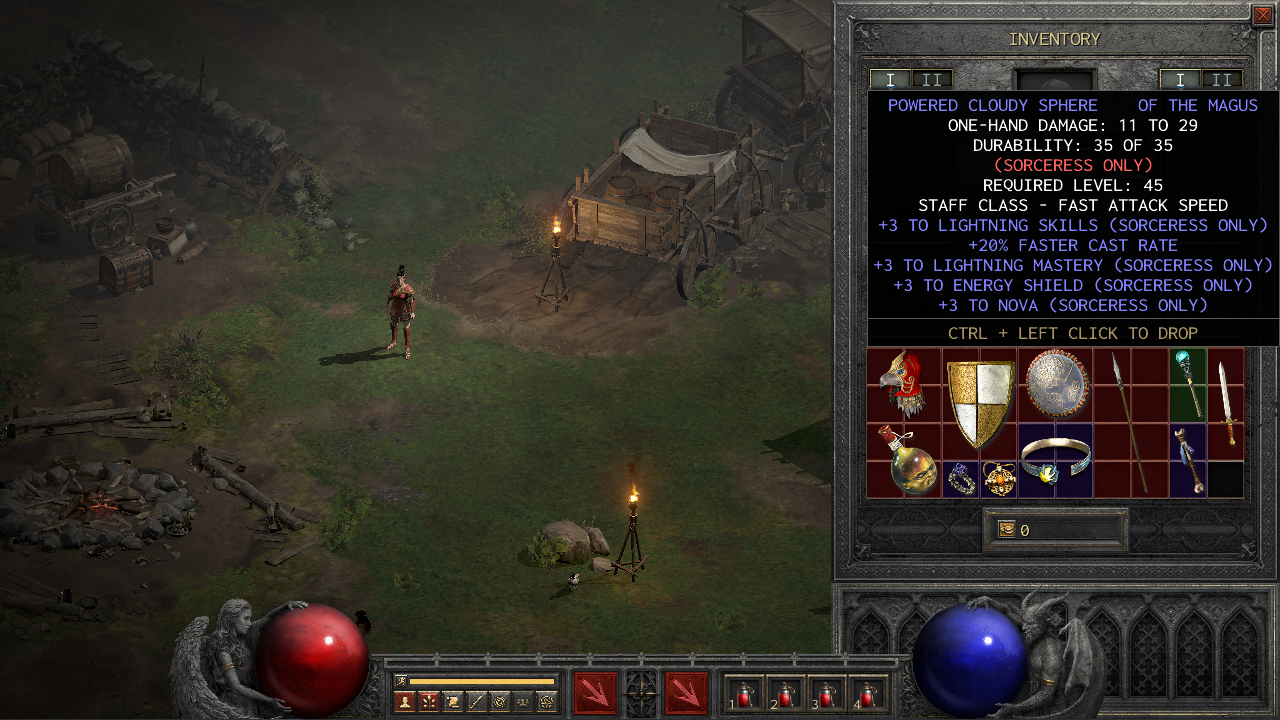 INVENTORY
I II I II
POWERED CLOUDY SPHERE OF THE MAGUS
ONE-HAND DAMAGE: 11 TO 29
DURABILITY: 35 OF 35
(SORCERESS ONLY)
REQUIRED LEVEL: 45
STAFF CLASS - FAST ATTACK SPEED
+3 TO LIGHTNING SKILLS (SORCERESS ONLY)
+20% FASTER CAST RATE
+3 TO LIGHTNING MASTERY (SORCERESS ONLY)
+3 TO ENERGY SHIELD (SORCERESS ONLY)
+3 TO NOVA (SORCERESS ONLY)
CTRL + LEFT CLICK TO DROP
0
1 2 3 4